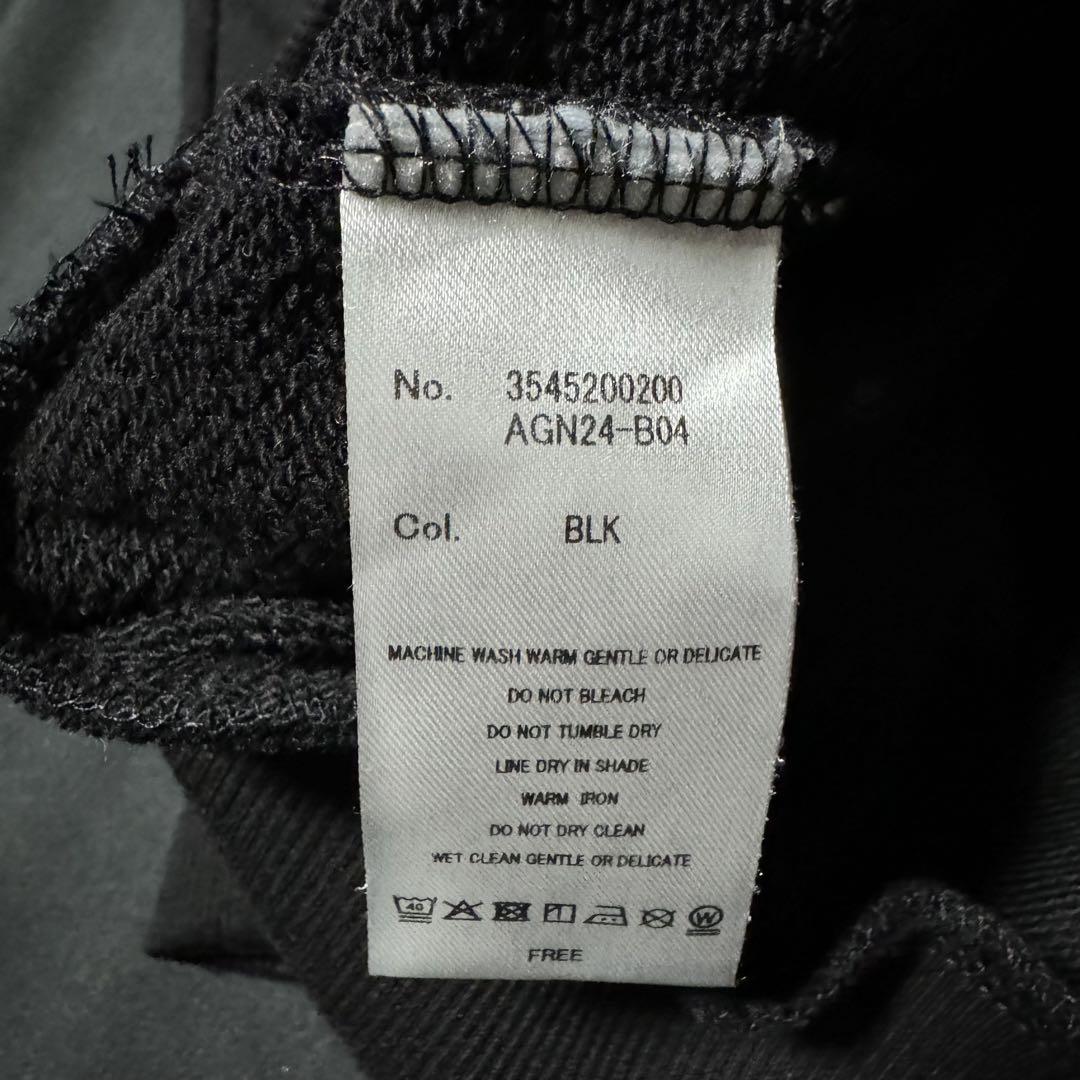 No. 3545200200
AGN24-B04
Col. BLK
MACHINE WASH WARM GENTLE OR DELICATE
DO NOT BLEACH
DO NOT TUMBLE DRY
LINE DRY IN SHADE
WARM IRON
DO NOT DRY CLEAN
WET CLEAN GENTLE OR DELICATE
40 W
FREE